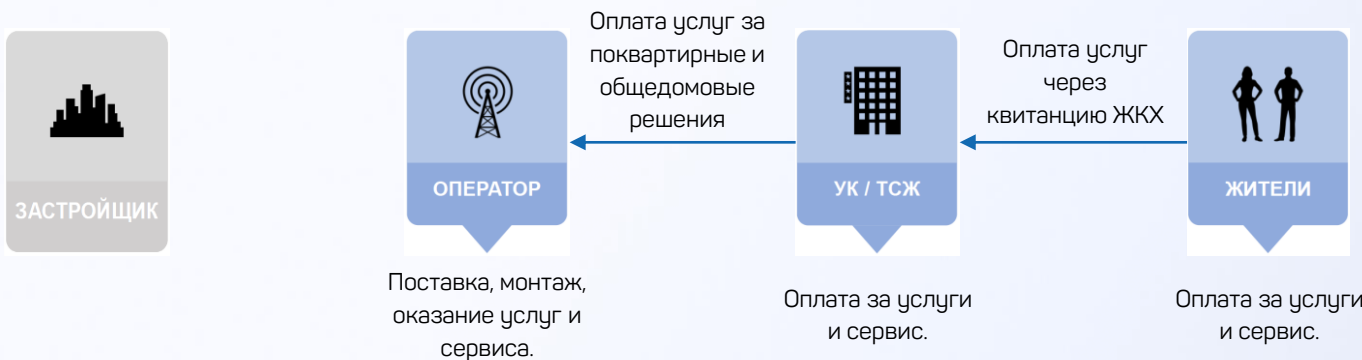 ЗАСТРОЙЩИК
ОПЕРАТОР
Поставка, монтаж,
оказание услуг и
сервиса.
Оплата услуг за
поквартирные и
общедомовые
решения
УК / ТСЖ
Оплата за услуги
и сервис.
Оплата услуг
через
квитанцию ЖКХ
ЖИТЕЛИ
Оплата за услуги
и сервис.